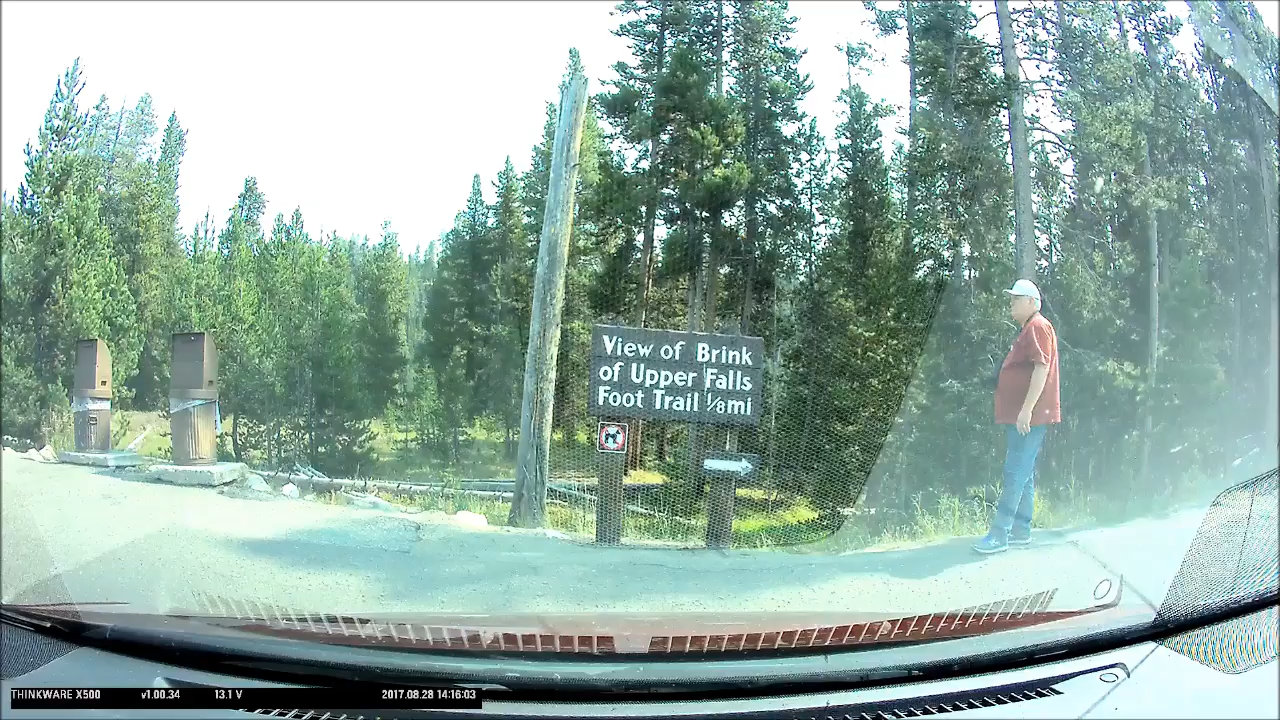 View of Brink
of Upper Falls
Foot Trail 1/8mi
THINKWARE X500 v1.00.34 13.1 V 2017.08.28 14:16:03